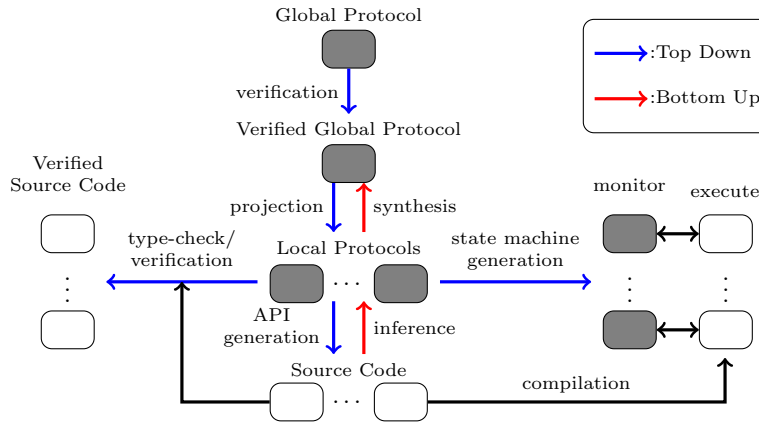 Global Protocol
:Top Down
verification
:Bottom Up
Verified Global Protocol
Verified
Source Code
monitor
execute
projection
synthesis
type-check/
verification
Local Protocols
state machine
generation
...
API
generation
inference
Source Code
...
compilation